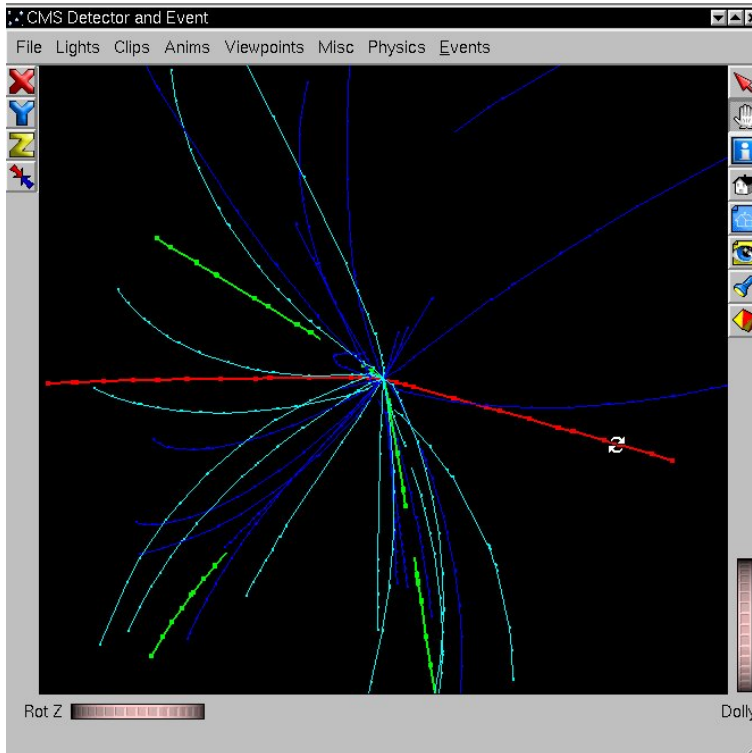 CMS Detector and Event
File Lights Clips Anims Viewpoints Misc Physics Events
X
Y
Z
Rot Z
Dolly